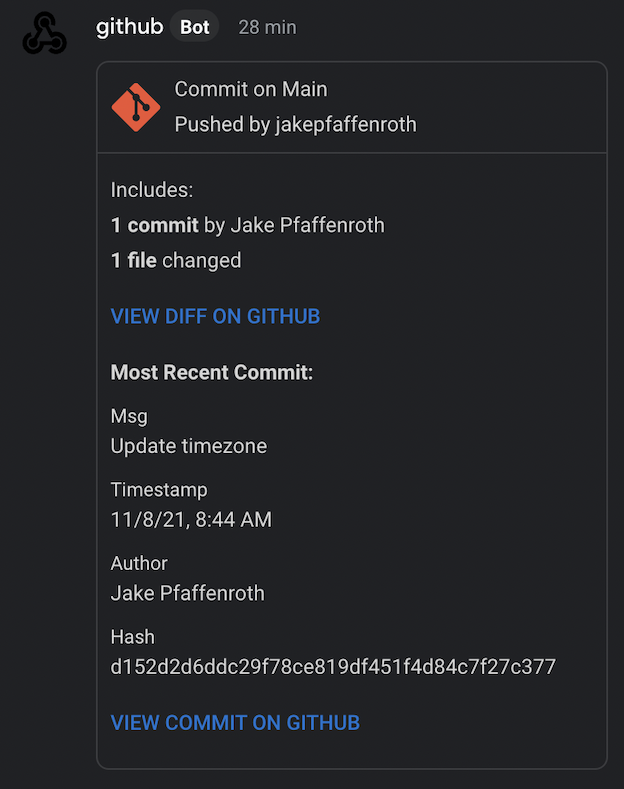 github Bot 28 min
Commit on Main
Pushed by jakepfaffenroth
Includes:
1 commit by Jake Pfaffenroth
1 file changed
VIEW DIFF ON GITHUB
Most Recent Commit:
Msg
Update timezone
Timestamp
11/8/21, 8:44 AM
Author
Jake Pfaffenroth
Hash
d152d2d6ddc29f78ce819df451f4d84c7f27c377
VIEW COMMIT ON GITHUB